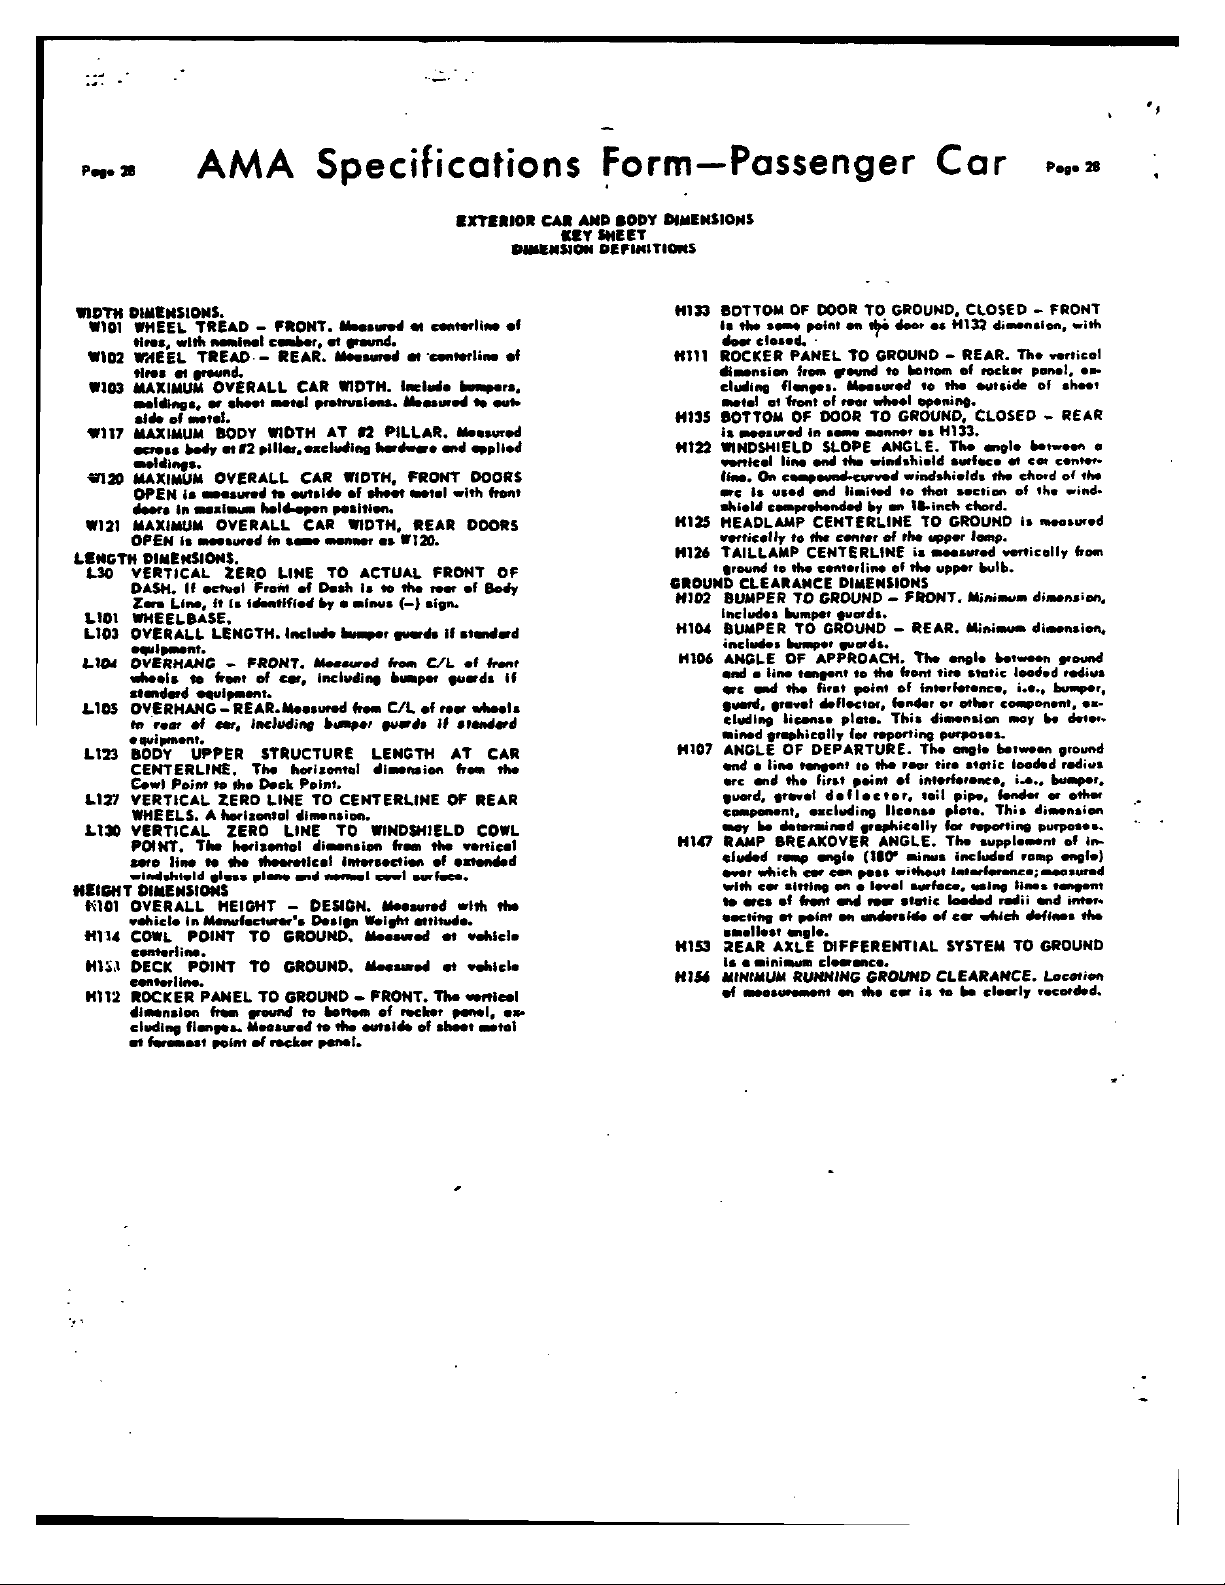 Page 28 AMA Specifications Form—Passenger Car Page 28
EXTERIOR CAR AND BODY DIMENSIONS
KEY SHEET
DIMENSION DEFINITIONS
WIDTH DIMENSIONS.
W101 WHEEL TREAD - FRONT. Measured at centerline of
tires, with nominal camber, at ground.
W102 WHEEL TREAD - REAR. Measured at centerline of
tires at ground.
W103 MAXIMUM OVERALL CAR WIDTH. Include bumpers,
moldings, or sheet metal protrusions. Measured to out-
side of metal.
W117 MAXIMUM BODY WIDTH AT #2 PILLAR. Measured
across body at #2 pillar, excluding hardware and applied
moldings.
W120 MAXIMUM OVERALL CAR WIDTH, FRONT DOORS
OPEN is measured to outside of sheet metal with front
doors in maximum hold-open position.
W121 MAXIMUM OVERALL CAR WIDTH, REAR DOORS
OPEN is measured in same manner as W120.
LENGTH DIMENSIONS.
L30 VERTICAL ZERO LINE TO ACTUAL FRONT OF
DASH. If actual Front of Dash is to the rear of Body
Zero Line, it is identified by a minus (-) sign.
L101 WHEELBASE.
L103 OVERALL LENGTH. Include bumper guards if standard
equipment.
L104 OVERHANG - FRONT. Measured from C/L of front
wheels to front of car, including bumper guards if
standard equipment.
L105 OVERHANG - REAR. Measured from C/L of rear wheels
to rear of car, including bumper guards if standard
equipment.
L123 BODY UPPER STRUCTURE LENGTH AT CAR
CENTERLINE. The horizontal dimension from the
Cowl Point to the Deck Point.
L127 VERTICAL ZERO LINE TO CENTERLINE OF REAR
WHEELS. A horizontal dimension.
L130 VERTICAL ZERO LINE TO WINDSHIELD COWL
POINT. The horizontal dimension from the vertical
zero line to the theoretical intersection of extended
windshield glass plane and normal cowl surface.
HEIGHT DIMENSIONS
H101 OVERALL HEIGHT - DESIGN. Measured with the
vehicle in Manufacturer's Design Weight attitude.
H114 COWL POINT TO GROUND. Measured at vehicle
centerline.
H153 DECK POINT TO GROUND. Measured at vehicle
centerline.
H112 ROCKER PANEL TO GROUND - FRONT. The vertical
dimension from ground to bottom of rocker panel, ex-
cluding flanges. Measured to the outside of sheet metal
at foremost point of rocker panel.
H133 BOTTOM OF DOOR TO GROUND, CLOSED - FRONT
is the same point on the door as H132 dimension, with
door closed.
H111 ROCKER PANEL TO GROUND - REAR. The vertical
dimension from ground to bottom of rocker panel, ex-
cluding flanges. Measured to the outside of sheet
metal at front of rear wheel opening.
H135 BOTTOM OF DOOR TO GROUND, CLOSED - REAR
is measured in same manner as H133.
H122 WINDSHIELD SLOPE ANGLE. The angle between a
vertical line and the windshield surface at car center-
line. On compound-curved windshields the chord of the
arc is used and limited to that section of the wind-
shield comprehended by an 18-inch chord.
H125 HEADLAMP CENTERLINE TO GROUND is measured
vertically to the center of the upper lamp.
H126 TAILLAMP CENTERLINE is measured vertically from
ground to the centerline of the upper bulb.
GROUND CLEARANCE DIMENSIONS
H102 BUMPER TO GROUND - FRONT. Minimum dimension,
includes bumper guards.
H104 BUMPER TO GROUND - REAR. Minimum dimension,
includes bumper guards.
H106 ANGLE OF APPROACH. The angle between ground
and a line tangent to the front tire static loaded radius
arc and the first point of interference, i.e., bumper,
guard, gravel deflector, fender or other component, ex-
cluding license plate. This dimension may be deter-
mined graphically for reporting purposes.
H107 ANGLE OF DEPARTURE. The angle between ground
and a line tangent to the rear tire static loaded radius
arc and the first point of interference, i.e., bumper,
guard, gravel deflector, tail pipe, fender or other
component, excluding license plate. This dimension
may be determined graphically for reporting purposes.
H147 RAMP BREAKOVER ANGLE. The supplement of in-
cluded ramp angle (180° minus included ramp angle)
over which car can pass without interference; measured
with car sitting on a level surface, using lines tangent
to arcs of front and rear static loaded radii and inter-
secting at point on underside of car which defines the
smallest angle.
H153 REAR AXLE DIFFERENTIAL SYSTEM TO GROUND
is a minimum clearance.
H156 MINIMUM RUNNING GROUND CLEARANCE. Location
of measurement on the car is to be clearly recorded.